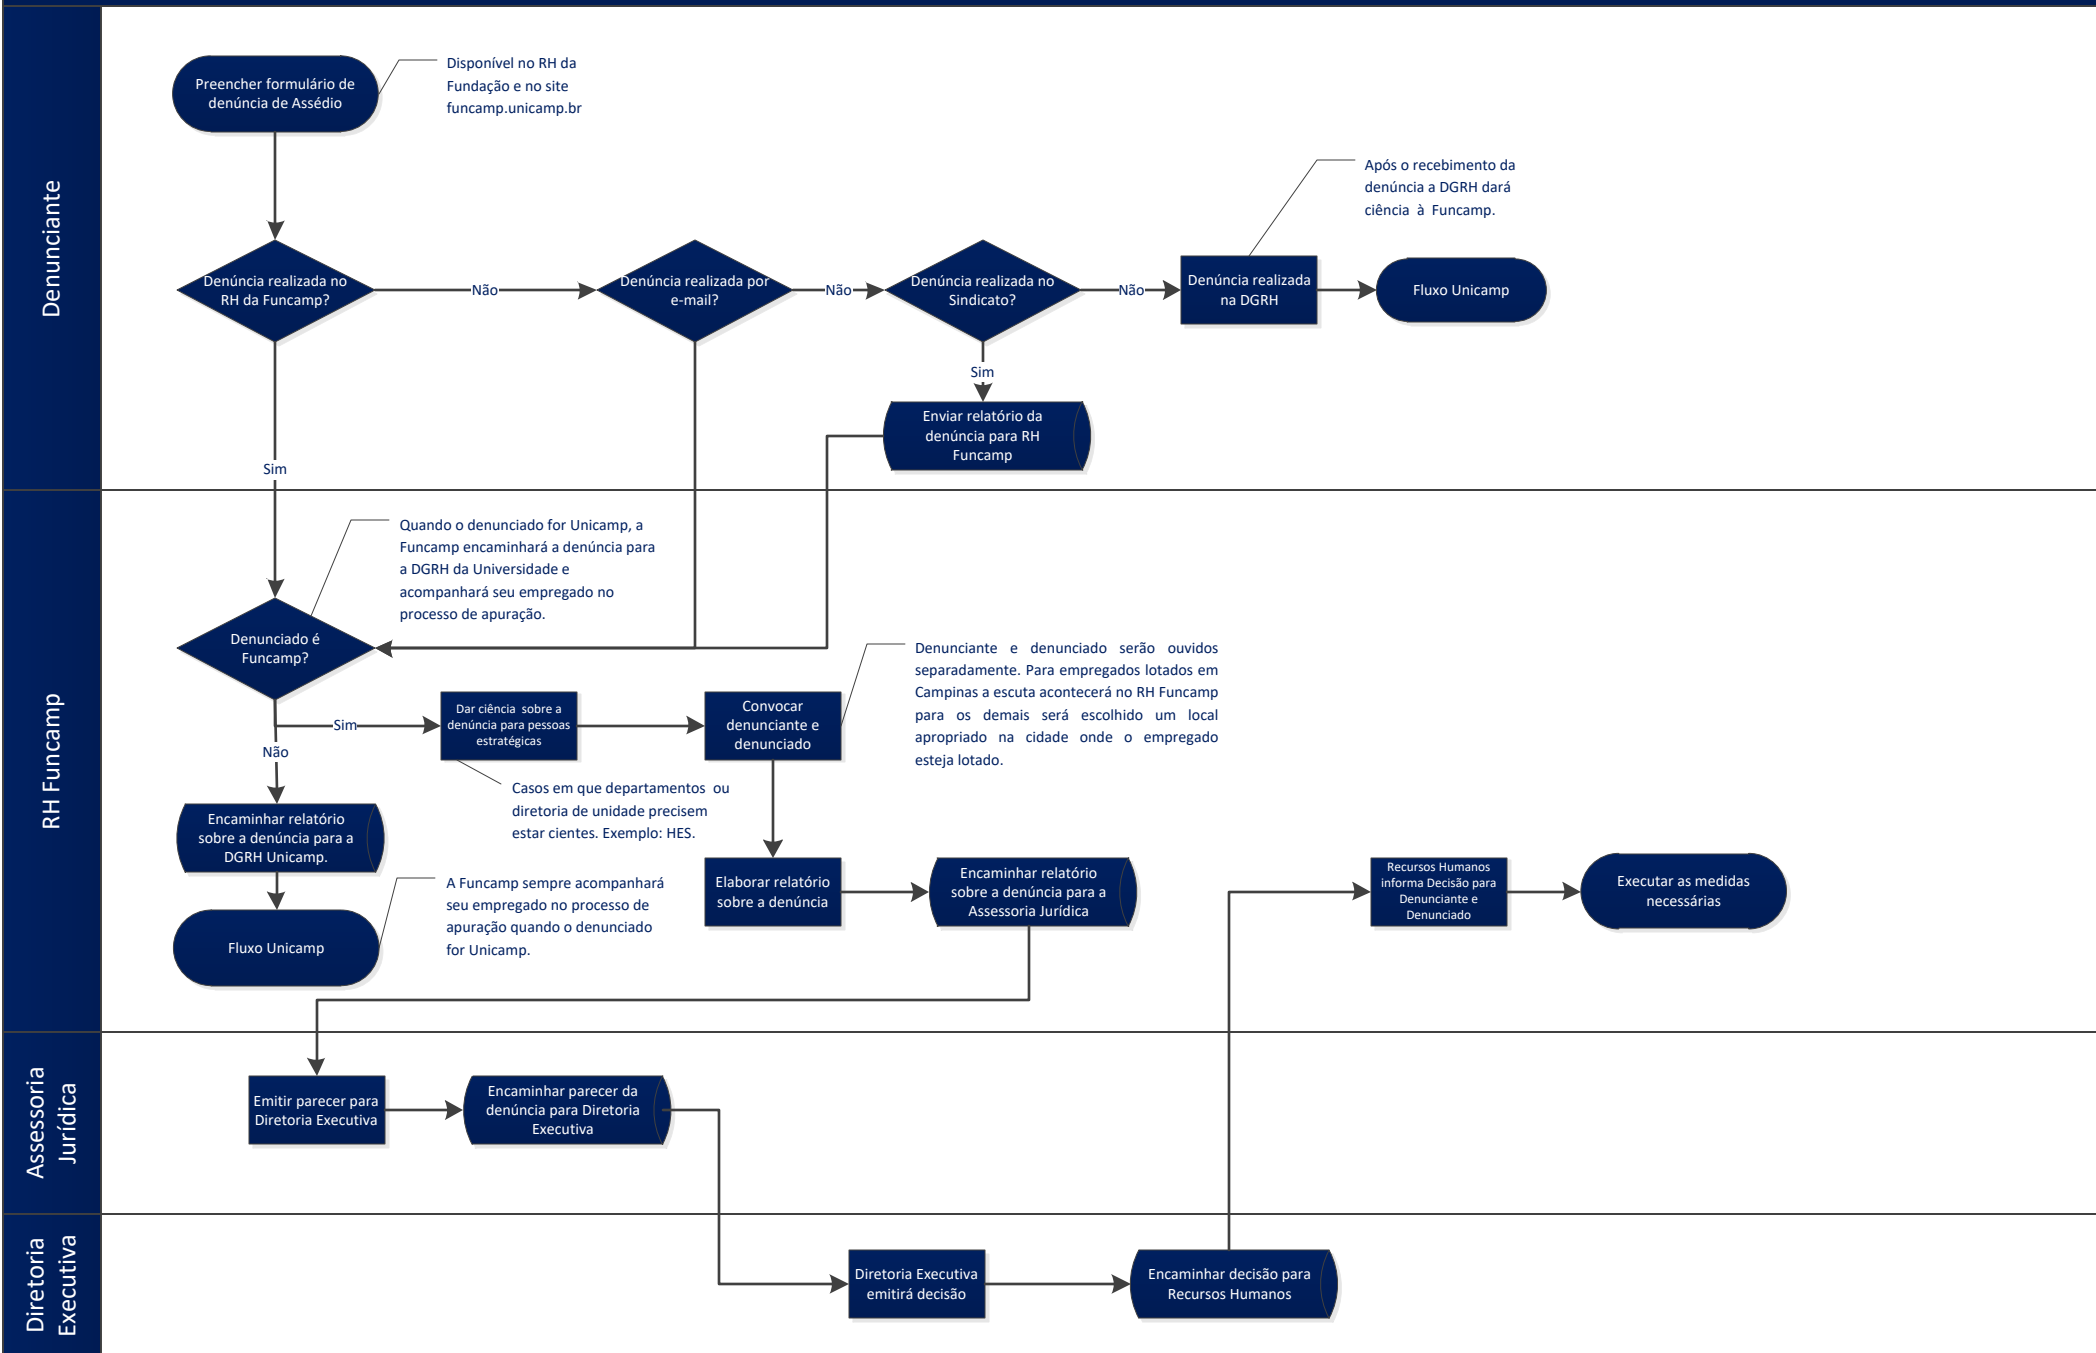 Denunciante
Preencher formulário de
denúncia de Assédio
Disponível no RH da
Fundação e no site
funcamp.unicamp.br
Após o recebimento da
denúncia a DGRH dará
ciência à Funcamp.
Denúncia realizada no
RH da Funcamp?
Não
Denúncia realizada por
e-mail?
Não
Denúncia realizada no
Sindicato?
Não
Denúncia realizada
na DGRH
Fluxo Unicamp
Sim
Enviar relatório da
denúncia para RH
Funcamp
Sim
RH Funcamp
Quando o denunciado for Unicamp, a
Funcamp encaminhará a denúncia para
a DGRH da Universidade e
acompanhará seu empregado no
processo de apuração.
Denunciado é
Funcamp?
Sim
Dar ciência sobre a
denúncia para pessoas
estratégicas
Convocar
denunciante e
denunciado
Denunciante e denunciado serão ouvidos
separadamente. Para empregados lotados em
Campinas a escuta acontecerá no RH Funcamp
para os demais será escolhido um local
apropriado na cidade onde o empregado
esteja lotado.
Não
Casos em que departamentos ou
diretoria de unidade precisem
estar cientes. Exemplo: HES.
Encaminhar relatório
sobre a denúncia para a
DGRH Unicamp.
Elaborar relatório
sobre a denúncia
Encaminhar relatório
sobre a denúncia para a
Assessoria Jurídica
Recursos Humanos
informa Decisão para
Denunciante e
Denunciado
Executar as medidas
necessárias
Fluxo Unicamp
A Funcamp sempre acompanhará
seu empregado no processo de
apuração quando o denunciado
for Unicamp.
Assessoria
Jurídica
Emitir parecer para
Diretoria Executiva
Encaminhar parecer da
denúncia para Diretoria
Executiva
Diretoria
Executiva
Diretoria Executiva
emitirá decisão
Encaminhar decisão para
Recursos Humanos